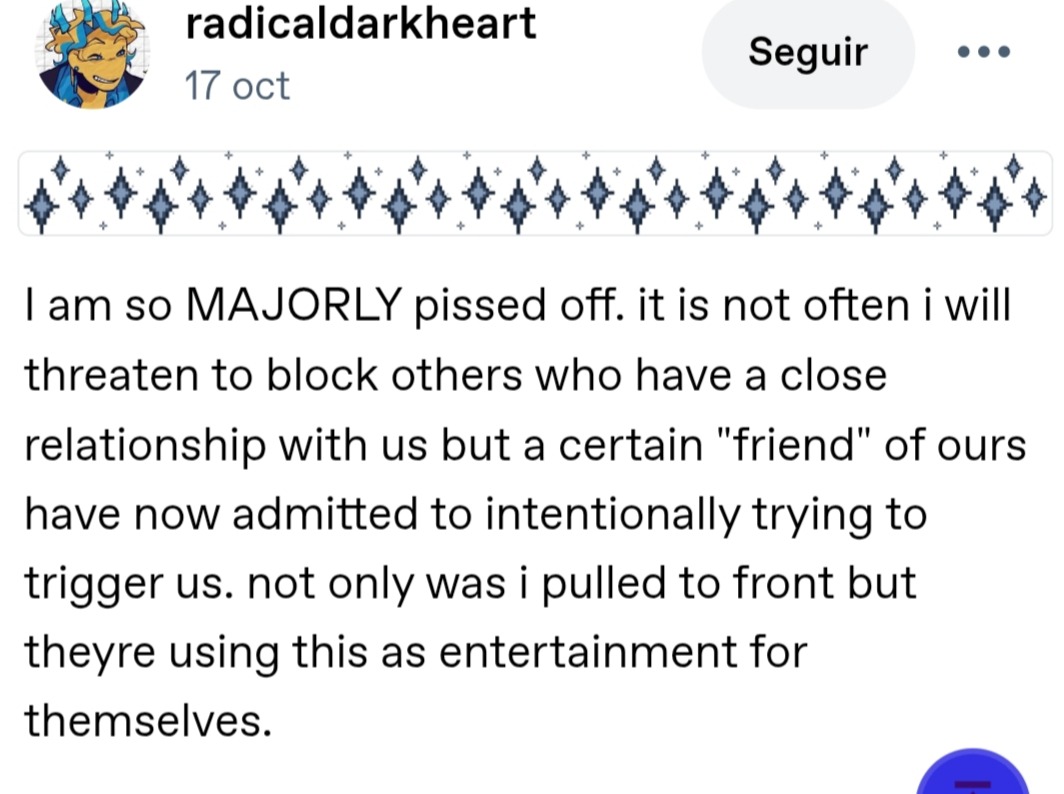 radicaldarkheart
Seguir
17 oct
I am so MAJORLY pissed off. it is not often i will
threaten to block others who have a close
relationship with us but a certain "friend" of ours
have now admitted to intentionally trying to
trigger us. not only was i pulled to front but
theyre using this as entertainment for
themselves.